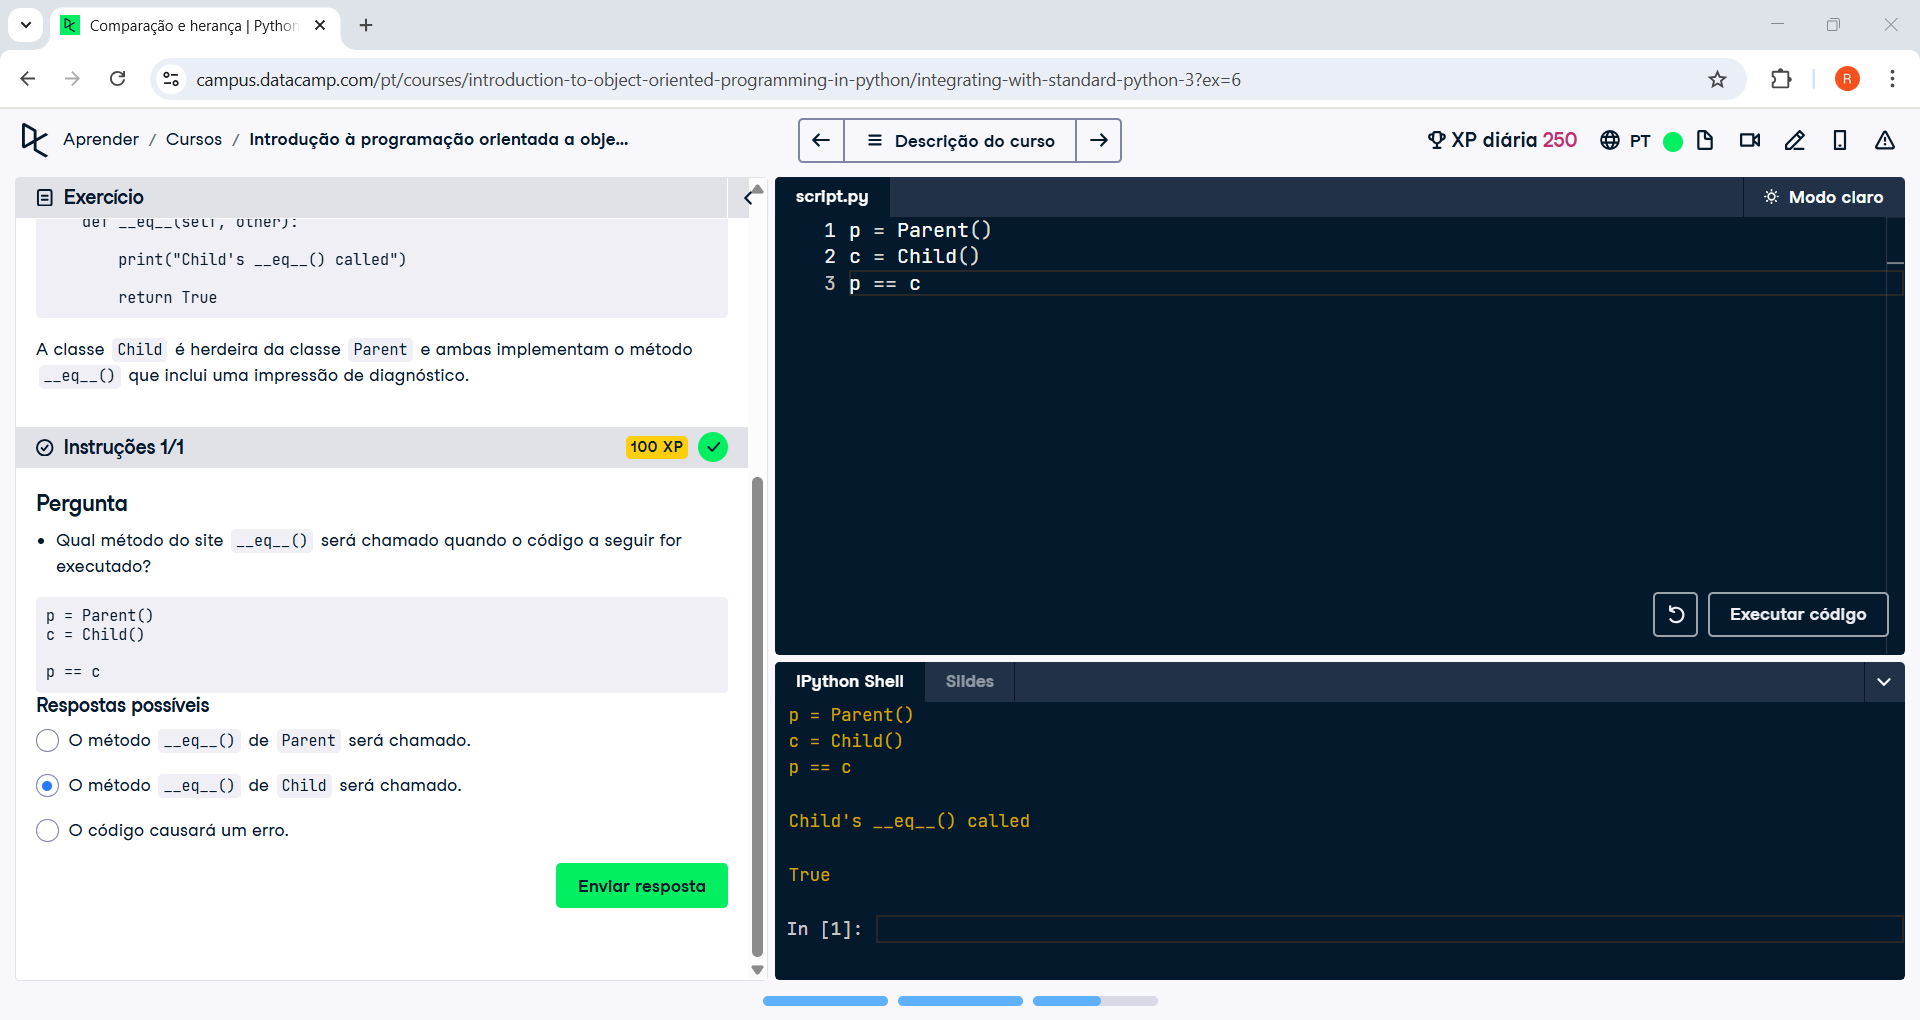 Comparação e herança | Python
campus.datacamp.com/pt/courses/introduction-to-object-oriented-programming-in-python/integrating-with-standard-python-3?ex=6
R
Aprender / Cursos / Introdução à programação orientada a obje...
Descrição do curso
XP diária 250
PT
Exercício
def __eq__(self, other):
print("Child's __eq__() called")
return True
A classe Child é herdeira da classe Parent e ambas implementam o método
__eq__() que inclui uma impressão de diagnóstico.
Instruções 1/1
100 XP
Pergunta
• Qual método do site __eq__() será chamado quando o código a seguir for
executado?
p = Parent()
c = Child()
p == c
Respostas possíveis
O método __eq__() de Parent será chamado.
O método __eq__() de Child será chamado.
O código causará um erro.
Enviar resposta
script.py
Modo claro
1 p = Parent()
2 c = Child()
3 p == c
Executar código
IPython Shell
Slides
p = Parent()
c = Child()
p == c
Child's __eq__() called
True
In [1]: